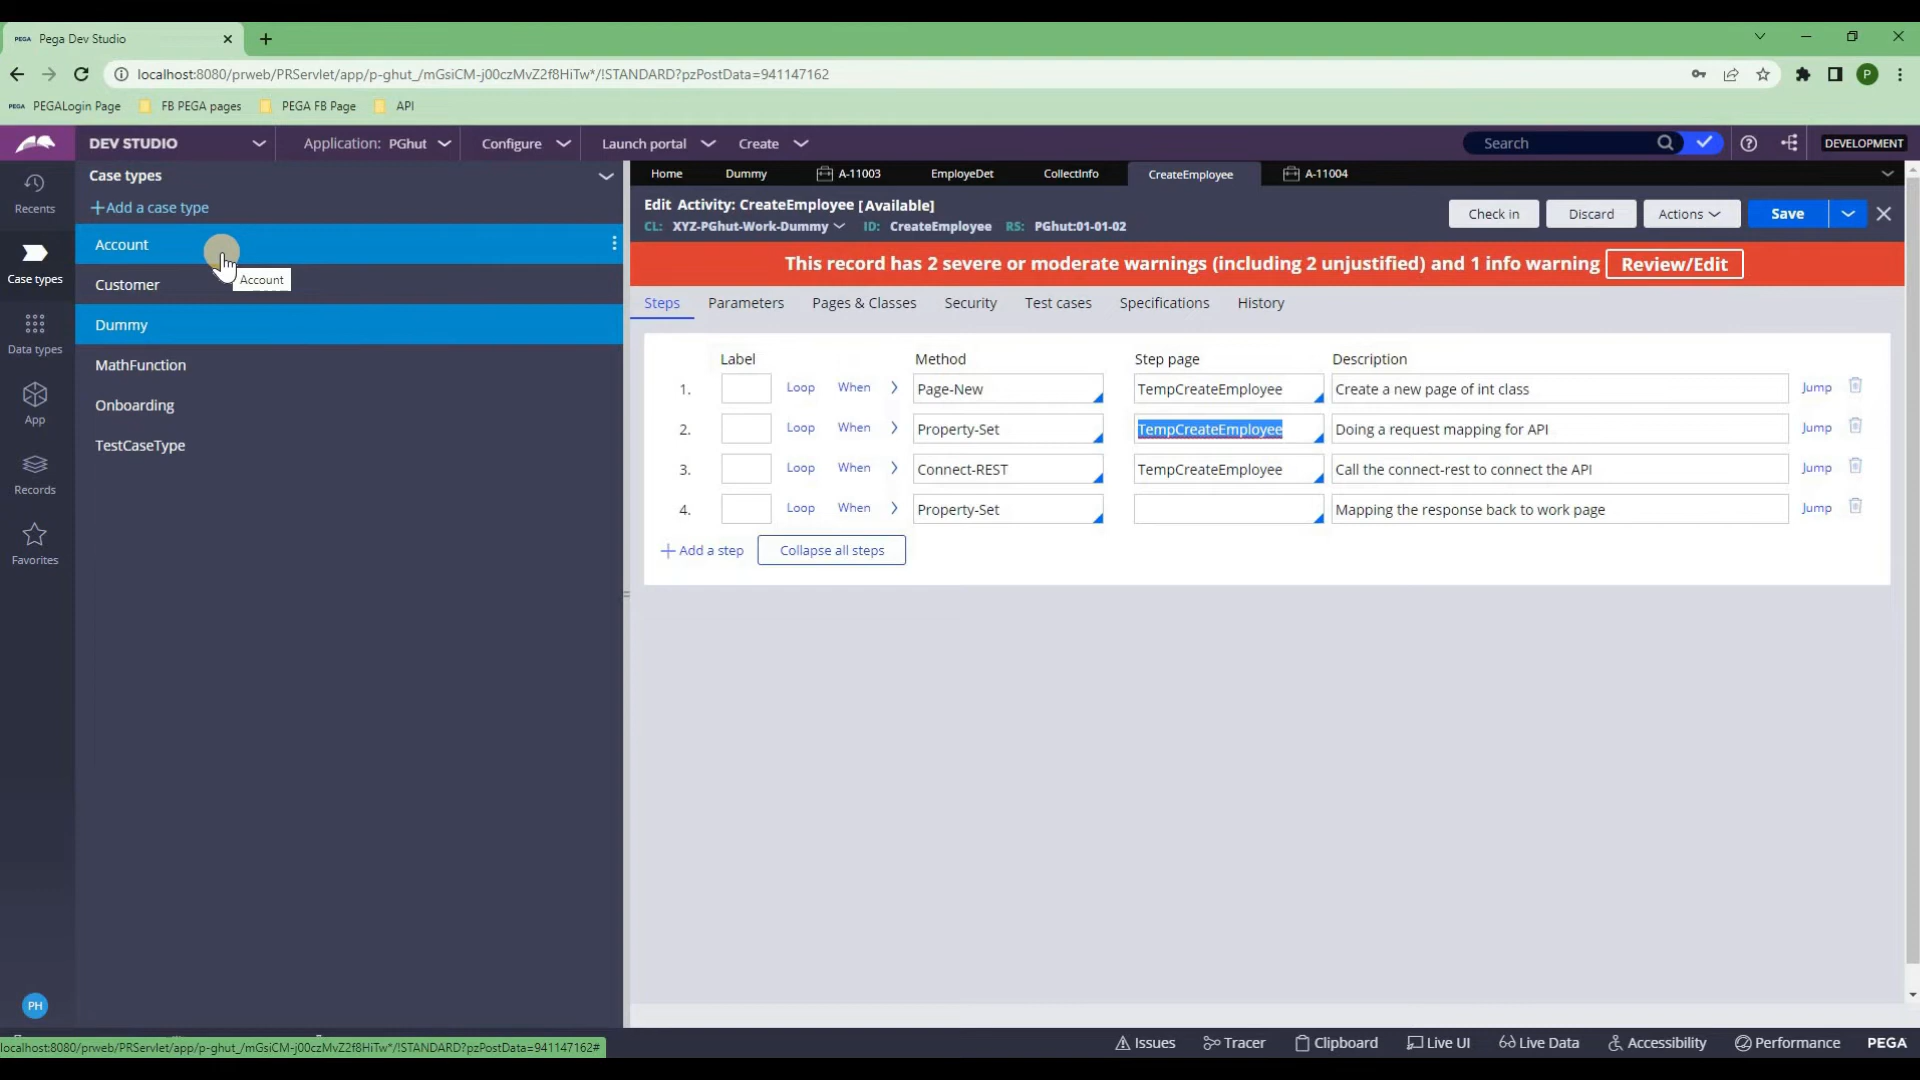 PEGA Pega Dev Studio
localhost:8080/prweb/PRServlet/app/p-ghut_/mGsiCM-j00czMvZ2f8HiTw*/!STANDARD?pzPostData=941147162
P
PEGA PEGALogin Page FB PEGA pages PEGA FB Page API
DEV STUDIO Application: PGhut Configure Launch portal Create Search DEVELOPMENT
Recents
Case types
Data types
App
Records
Favorites
PH
Case types
+Add a case type
Account
Account
Customer
Dummy
MathFunction
Onboarding
TestCaseType
Home Dummy A-11003 EmployeDet CollectInfo CreateEmployee A-11004
Edit Activity: CreateEmployee [Available]
CL: XYZ-PGhut-Work-Dummy ID: CreateEmployee RS: PGhut:01-01-02
Check in Discard Actions Save
This record has 2 severe or moderate warnings (including 2 unjustified) and 1 info warning Review/Edit
Steps Parameters Pages & Classes Security Test cases Specifications History
Label Method Step page Description
1. Loop When Page-New TempCreateEmployee Create a new page of int class Jump
2. Loop When Property-Set TempCreateEmployee Doing a request mapping for API Jump
3. Loop When Connect-REST TempCreateEmployee Call the connect-rest to connect the API Jump
4. Loop When Property-Set Mapping the response back to work page Jump
+Add a step Collapse all steps
localhost:8080/prweb/PRServlet/app/p-ghut_/mGsiCM-j00czMvZ2f8HiTw*/!STANDARD?pzPostData=941147162#
Issues Tracer Clipboard Live UI Live Data Accessibility Performance PEGA